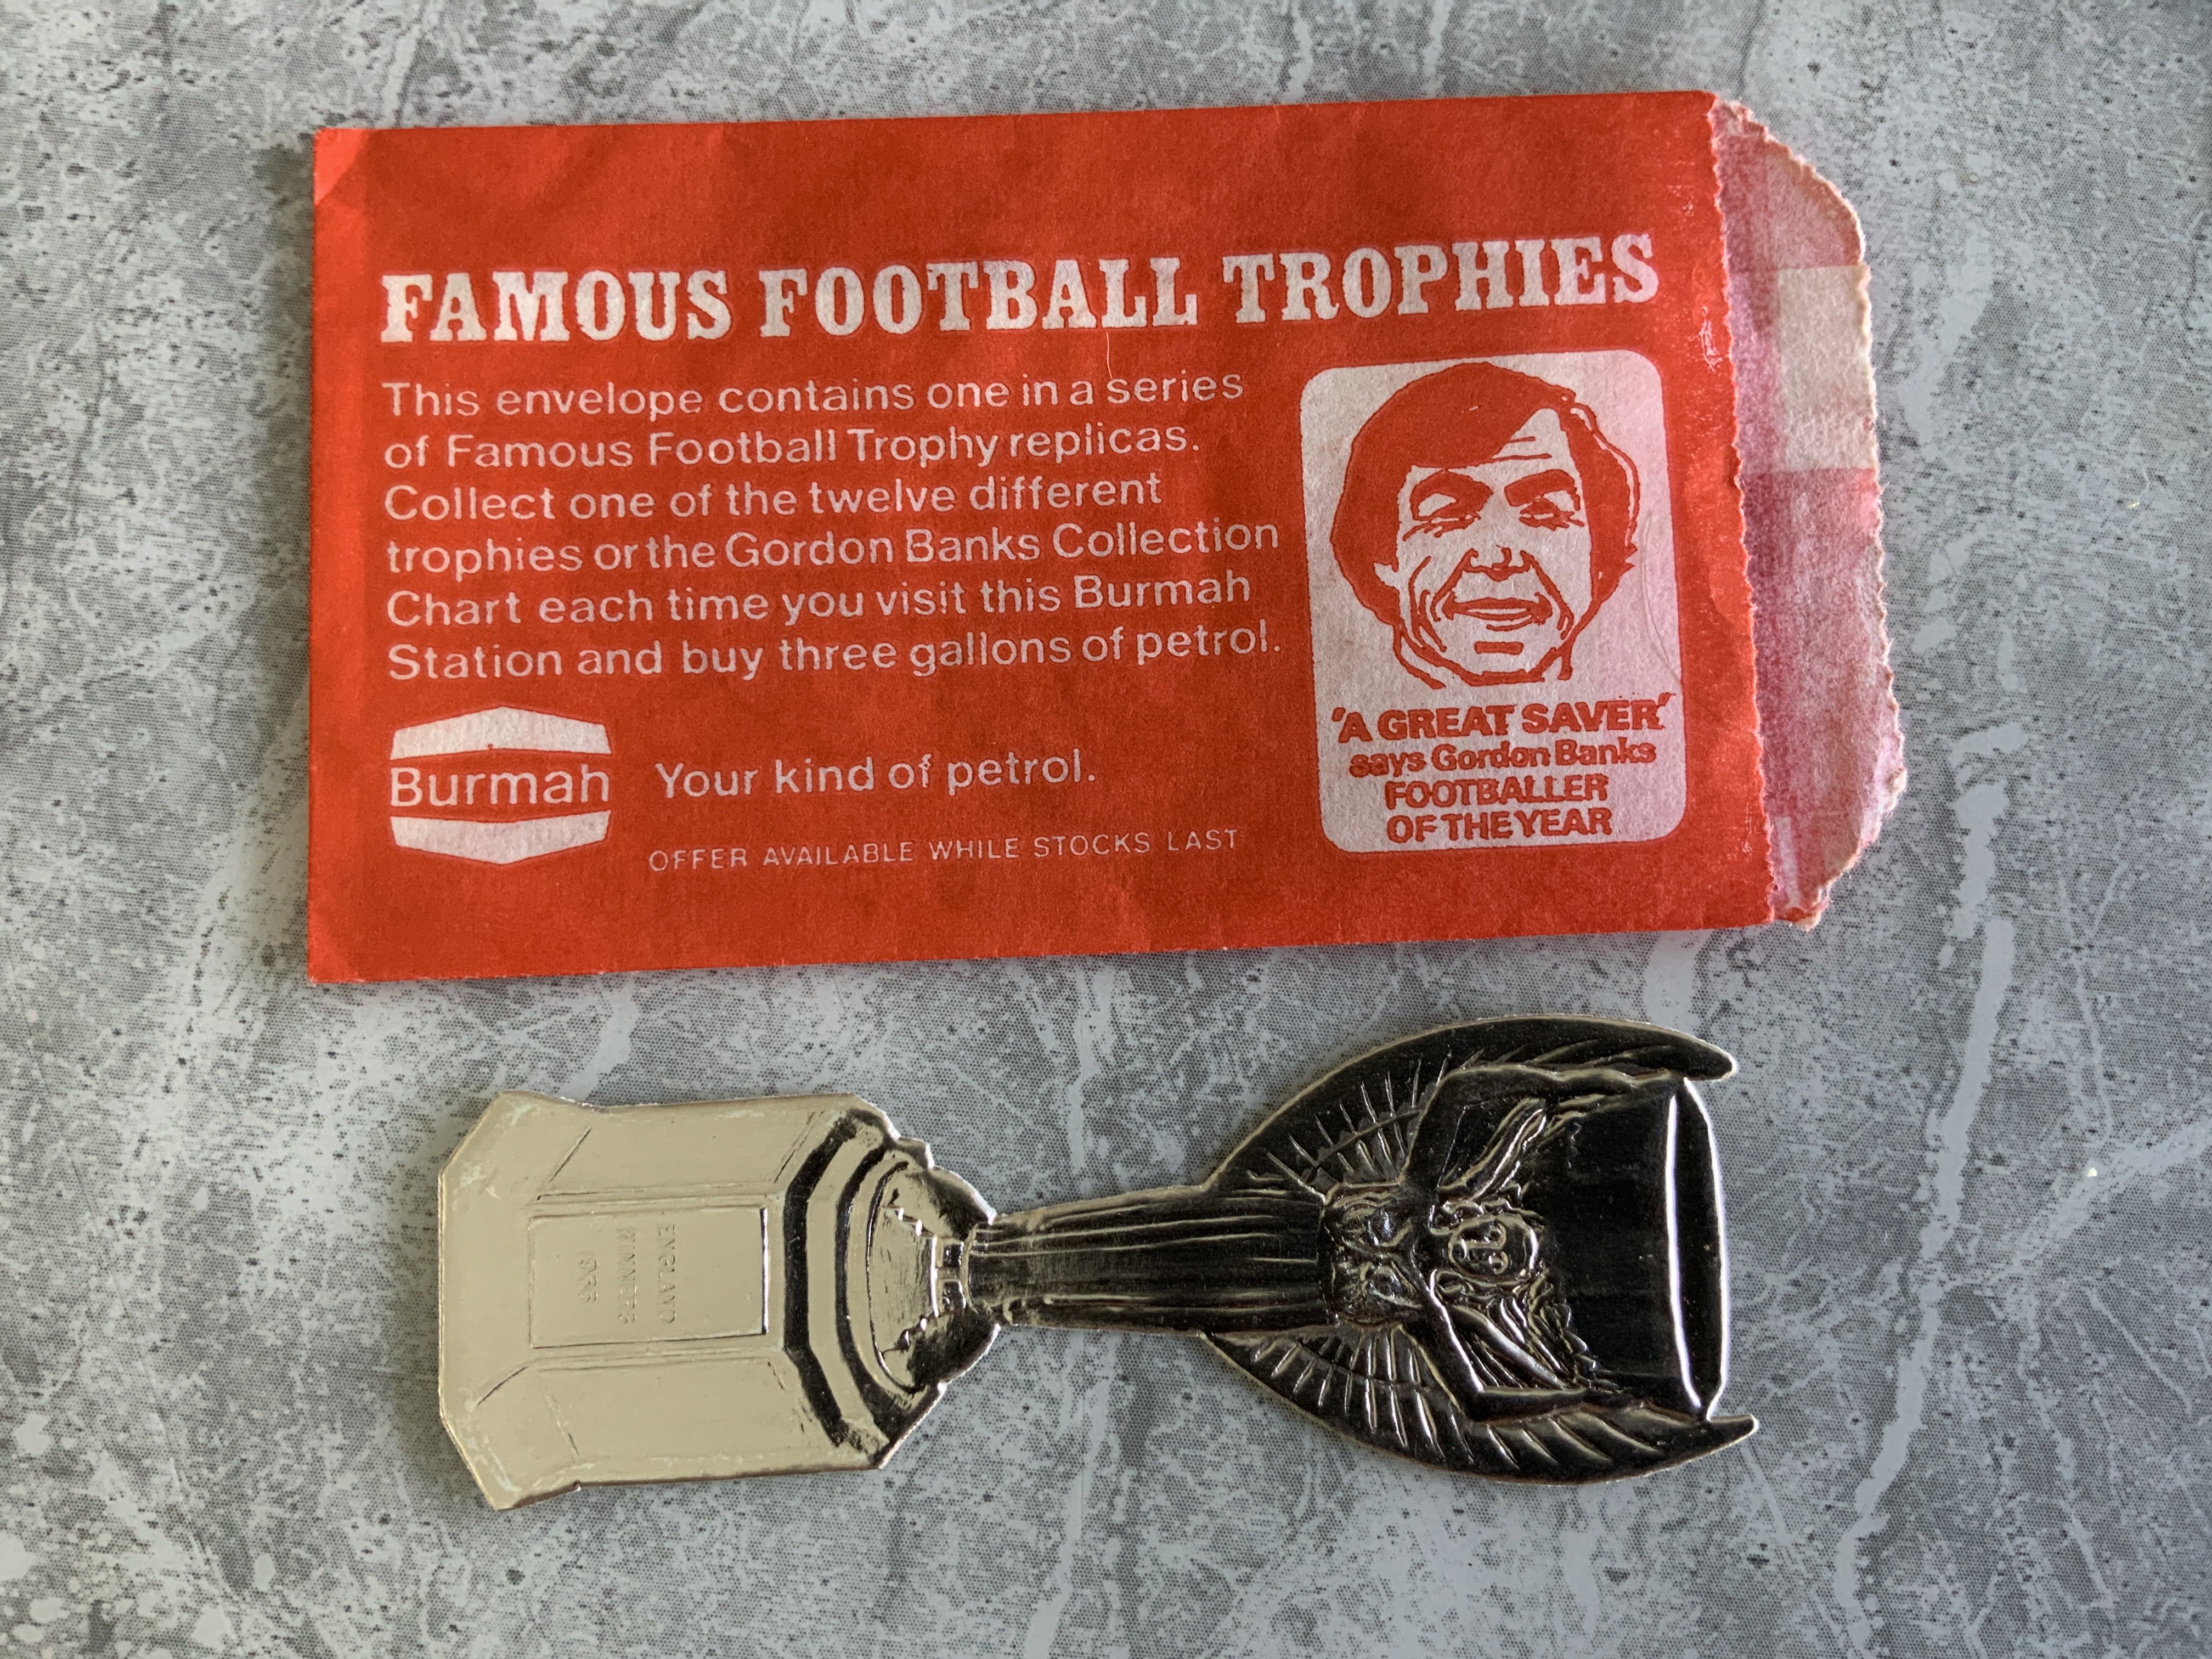 FAMOUS FOOTBALL TROPHIES
This envelope contains one in a series
of Famous Football Trophy replicas.
Collect one of the twelve different
trophies or the Gordon Banks Collection
Chart each time you visit this Burmah
Station and buy three gallons of petrol.
Burmah
Your kind of petrol.
OFFER AVAILABLE WHILE STOCKS LAST
'A GREAT SAVER'
says Gordon Banks
FOOTBALLER
OF THE YEAR
ENGLAND
WINNERS
1966